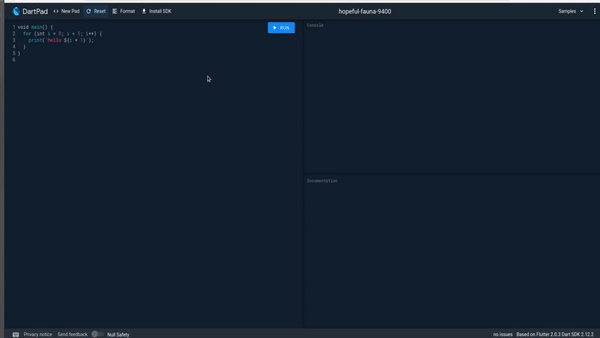 DartPad <> New Pad Reset Format Install SDK hopeful-fauna-9400 Samples
1 void main() {
2 for (int i = 0; i < 5; i++) {
3 print('hello ${i + 1}');
4 }
5 }
6
RUN
Console
Documentation
Privacy notice Send feedback Null Safety no issues Based on Flutter 2.0.3 Dart SDK 2.12.2